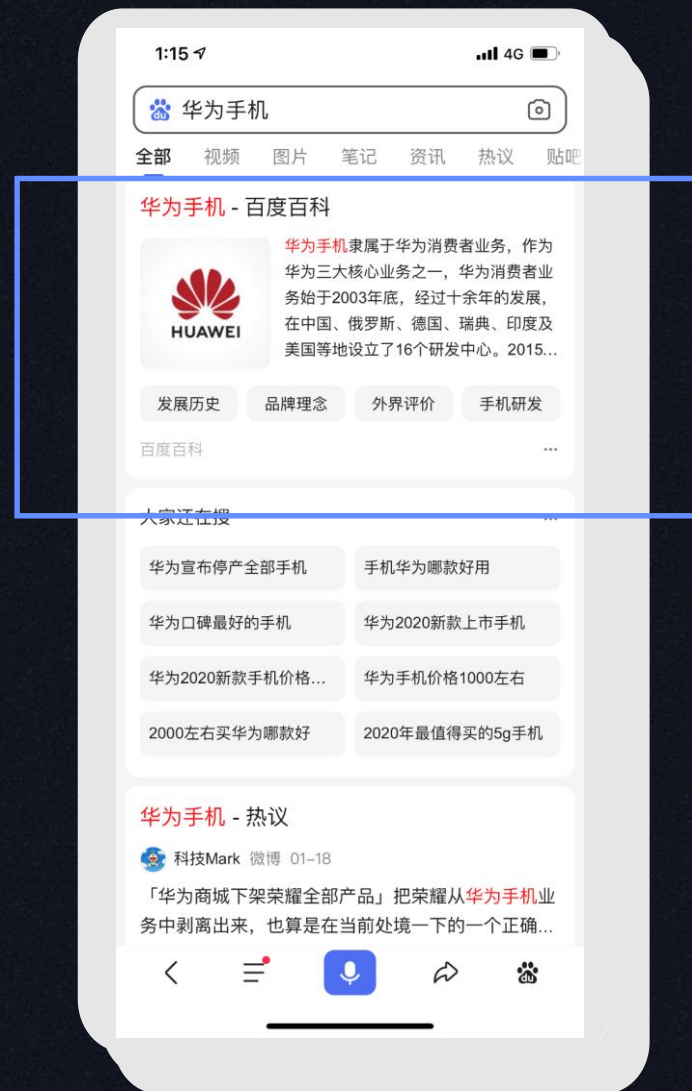 1:15
4G
du 华为手机
全部 视频 图片 笔记 资讯 热议 贴吧
华为手机 - 百度百科
华为手机隶属于华为消费者业务，作为
华为三大核心业务之一，华为消费者业
务始于2003年底，经过十余年的发展，
在中国、俄罗斯、德国、瑞典、印度及
美国等地设立了16个研发中心。2015...
HUAWEI
发展历史 品牌理念 外界评价 手机研发
百度百科
大家还在搜
华为宣布停产全部手机 手机华为哪款好用
华为口碑最好的手机 华为2020新款上市手机
华为2020新款手机价格... 华为手机价格1000左右
2000左右买华为哪款好 2020年最值得买的5g手机
华为手机 - 热议
科技Mark 微博 01-18
「华为商城下架荣耀全部产品」把荣耀从华为手机业
务中剥离出来，也算是在当前处境一下的一个正确...
du